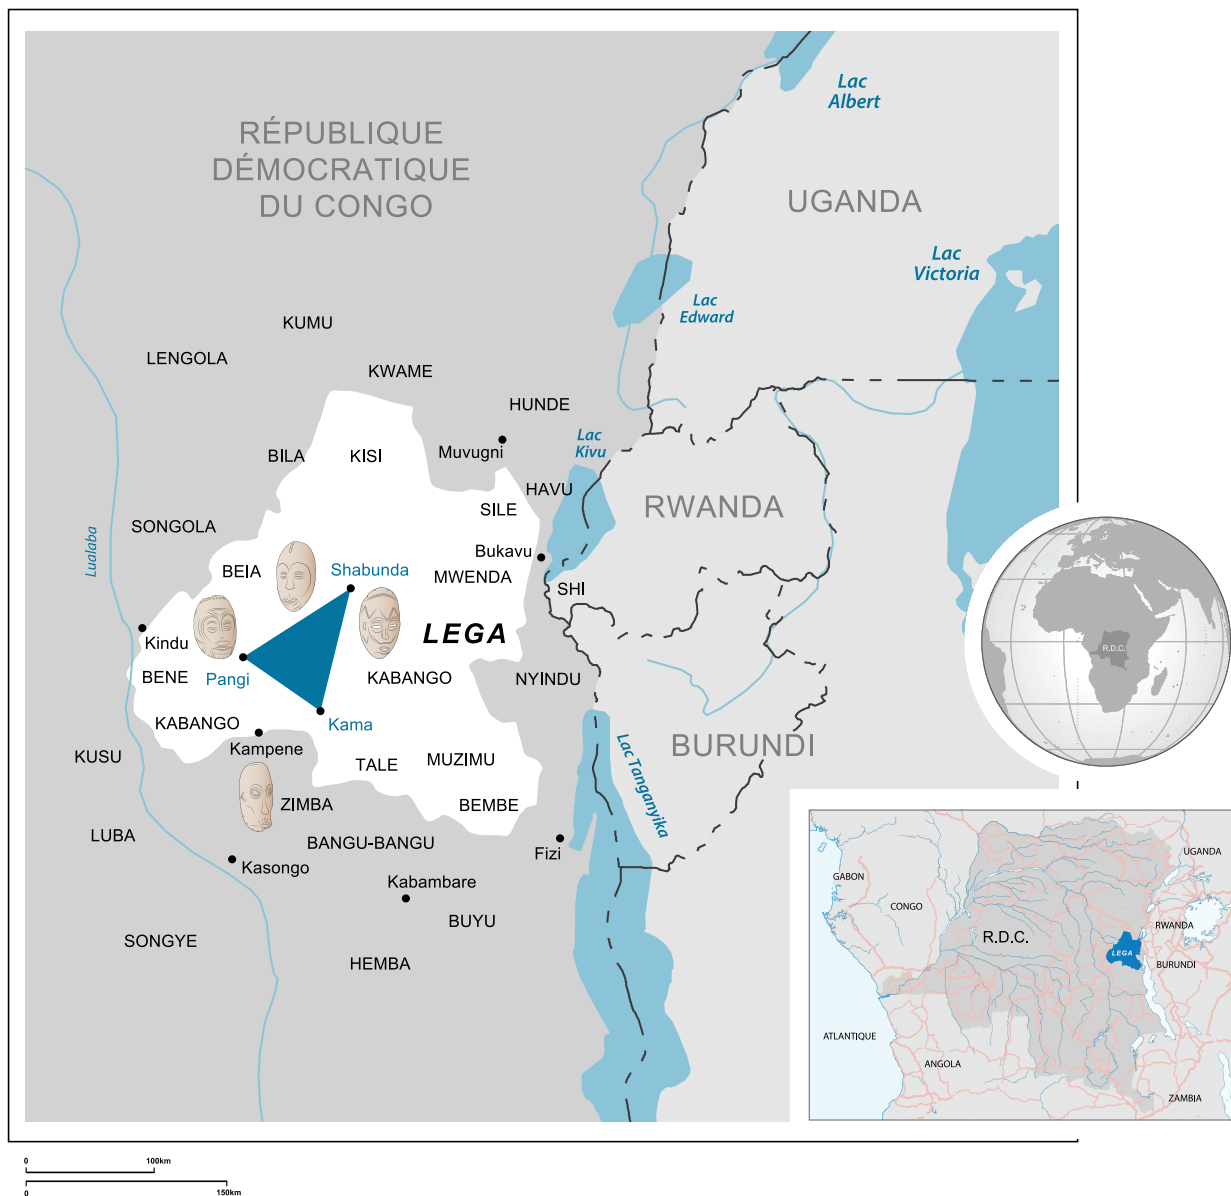 Lac
Albert
RÉPUBLIQUE
DÉMOCRATIQUE
DU CONGO
UGANDA
Lac
Victoria
Lac
Edward
KUMU
LENGOLA
KWAME
HUNDE
Muvugni
Lac
Kivu
BILA
KISI
HAVU
SILE
RWANDA
SONGOLA
Lualaba
Bukavu
BEIA
Shabunda
MWENDA
SHI
LEGA
Kindu
BENE
Pangi
KABANGO
NYINDU
KABANGO
Kama
Kampene
KUSU
TALE
MUZIMU
BURUNDI
Lac Tanganyika
ZIMBA
BEMBE
LUBA
BANGU-BANGU
Fizi
Kasongo
Kabambare
BUYU
SONGYE
HEMBA
R.D.C.
UGANDA
GABON
CONGO
RWANDA
R.D.C.
LEGA
BURUNDI
ATLANTIQUE
ANGOLA
ZAMBIA
0 100km
0 150km